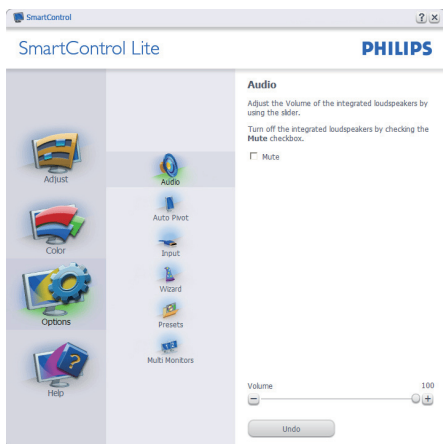 SmartControl
? ×
SmartControl Lite
PHILIPS
Adjust
Color
Options
Help
Audio
Auto Pivot
Input
Wizard
Presets
Multi Monitors
Audio
Adjust the Volume of the integrated loudspeakers by
using the slider.
Turn off the integrated loudspeakers by checking the
Mute checkbox.
Mute
Volume 100
Undo